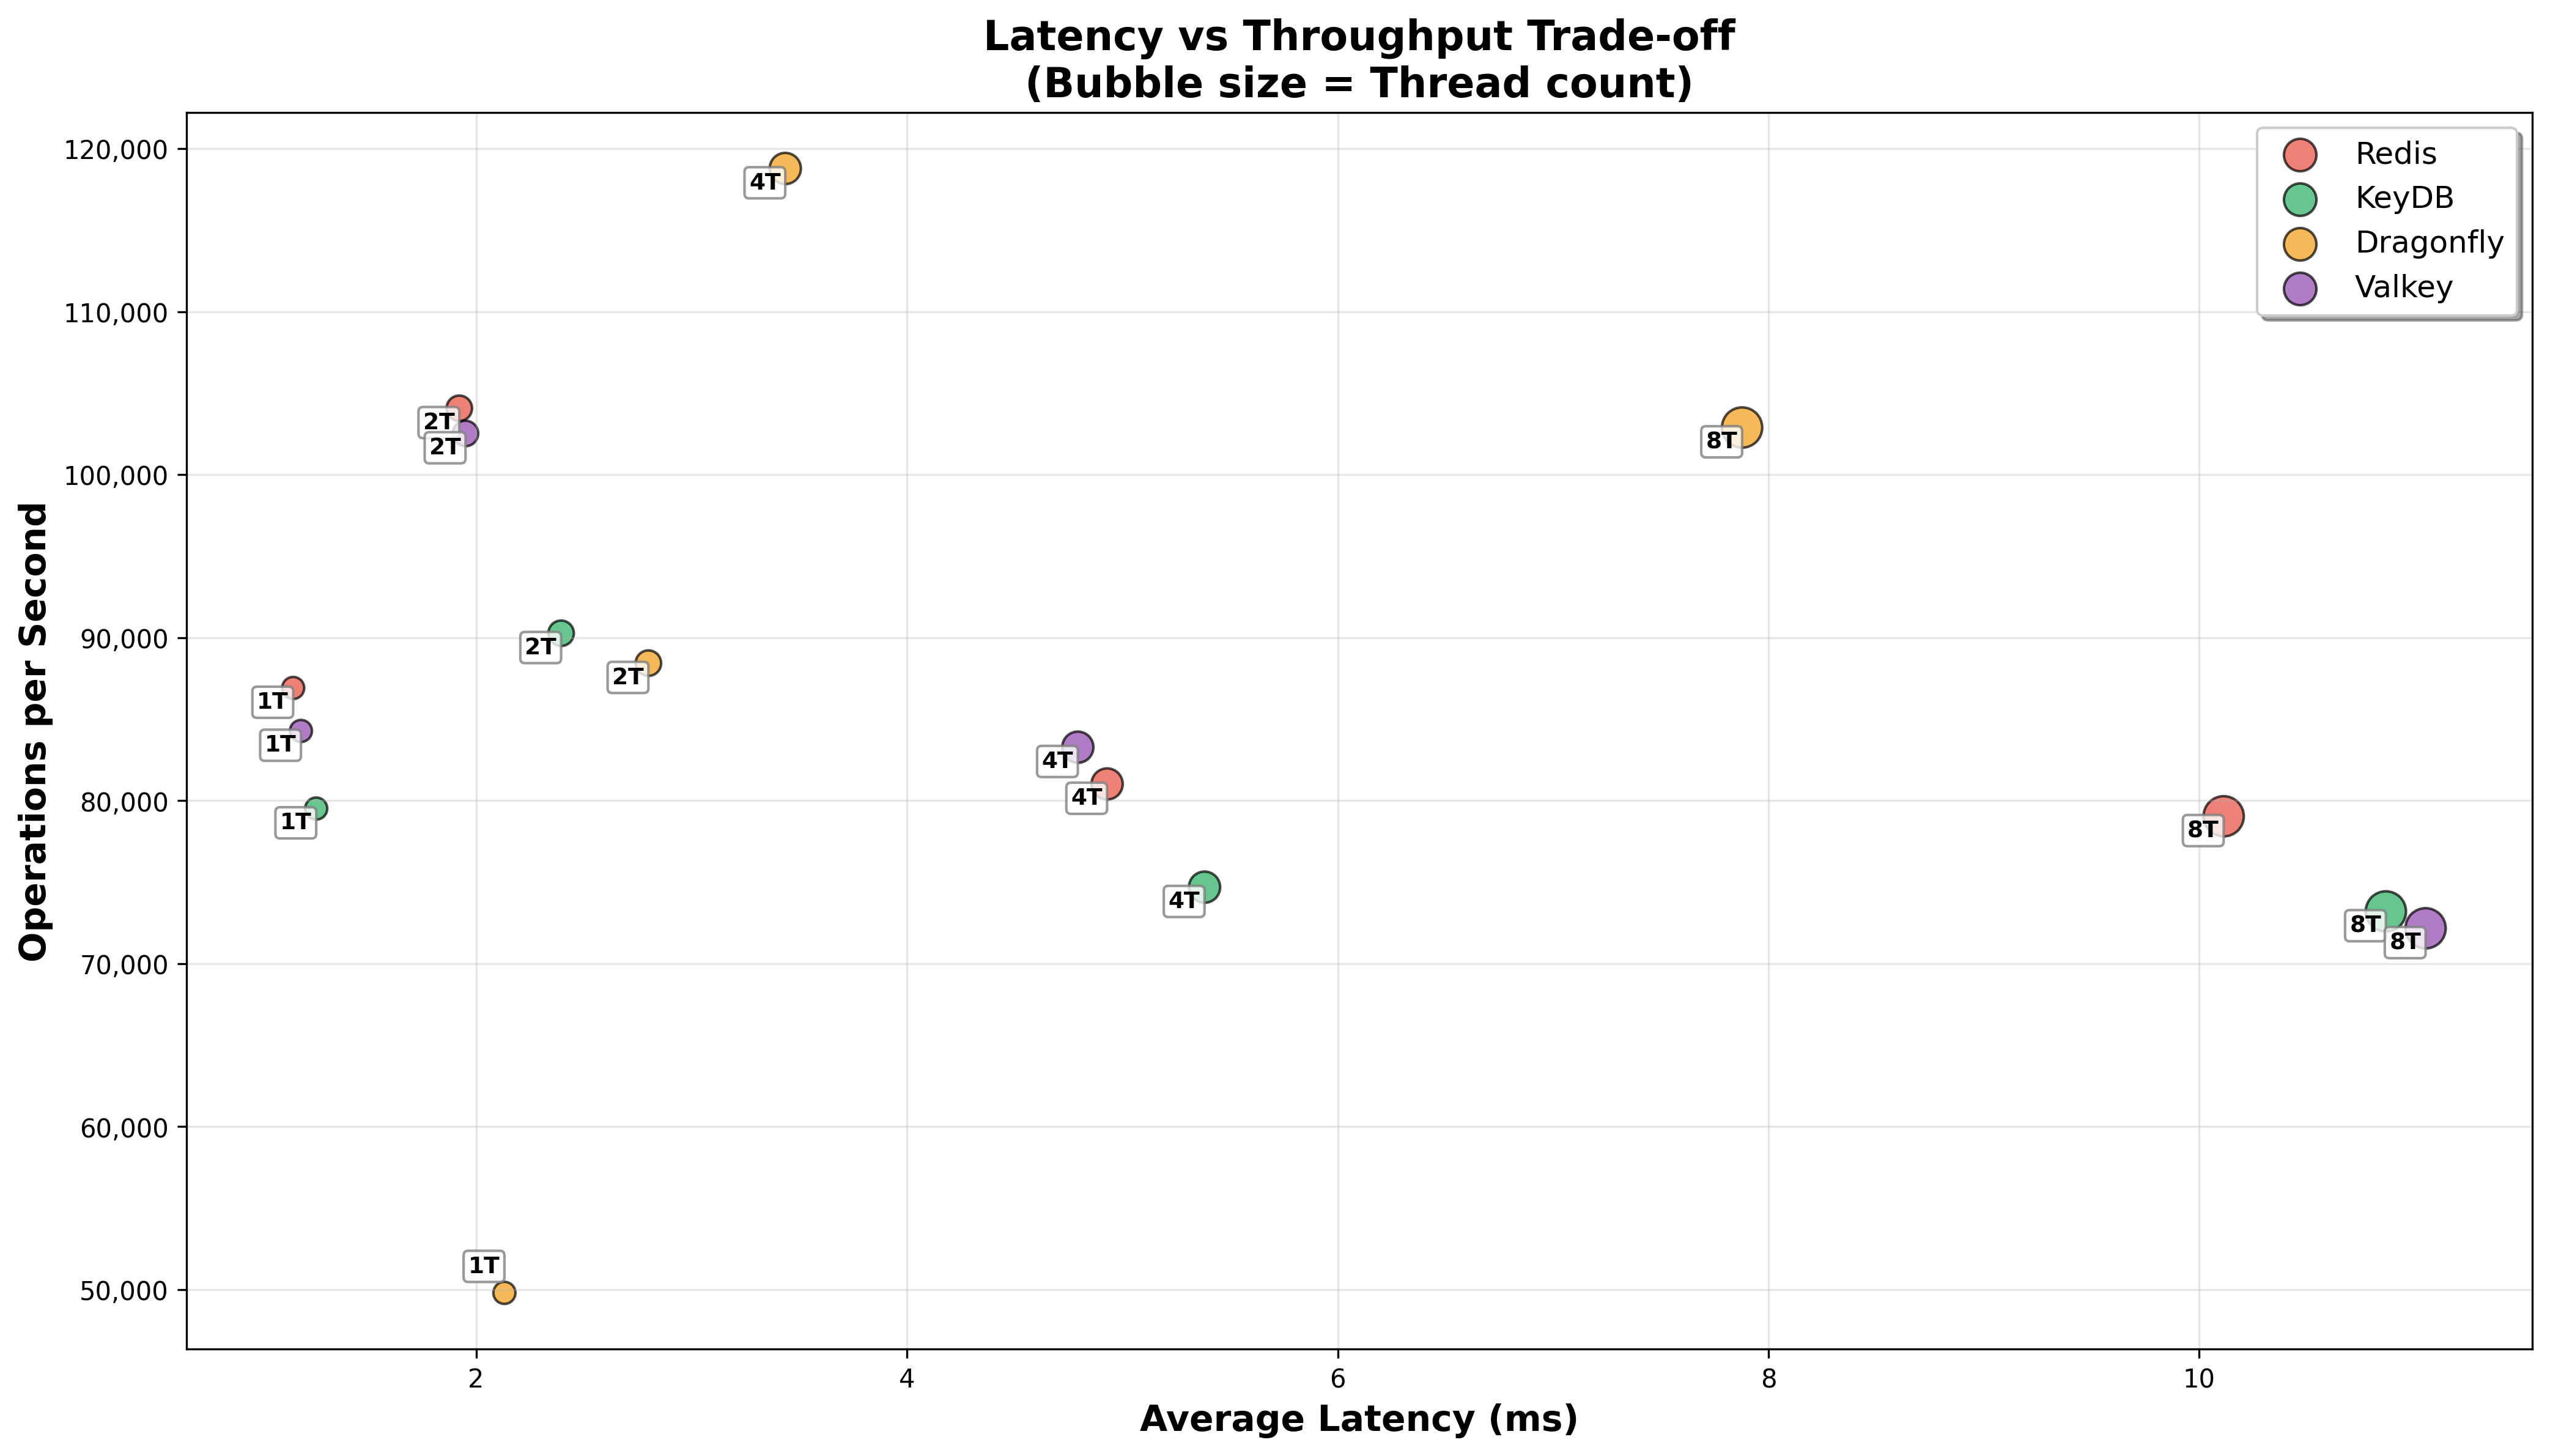 Latency vs Throughput Trade-off
(Bubble size = Thread count)
120,000
110,000
100,000
90,000
80,000
70,000
60,000
50,000
Operations per Second
Redis
KeyDB
Dragonfly
Valkey
4T
2T
2T
8T
2T
2T
1T
1T
1T
4T
4T
4T
8T
8T
8T
1T
2
4
6
8
10
Average Latency (ms)